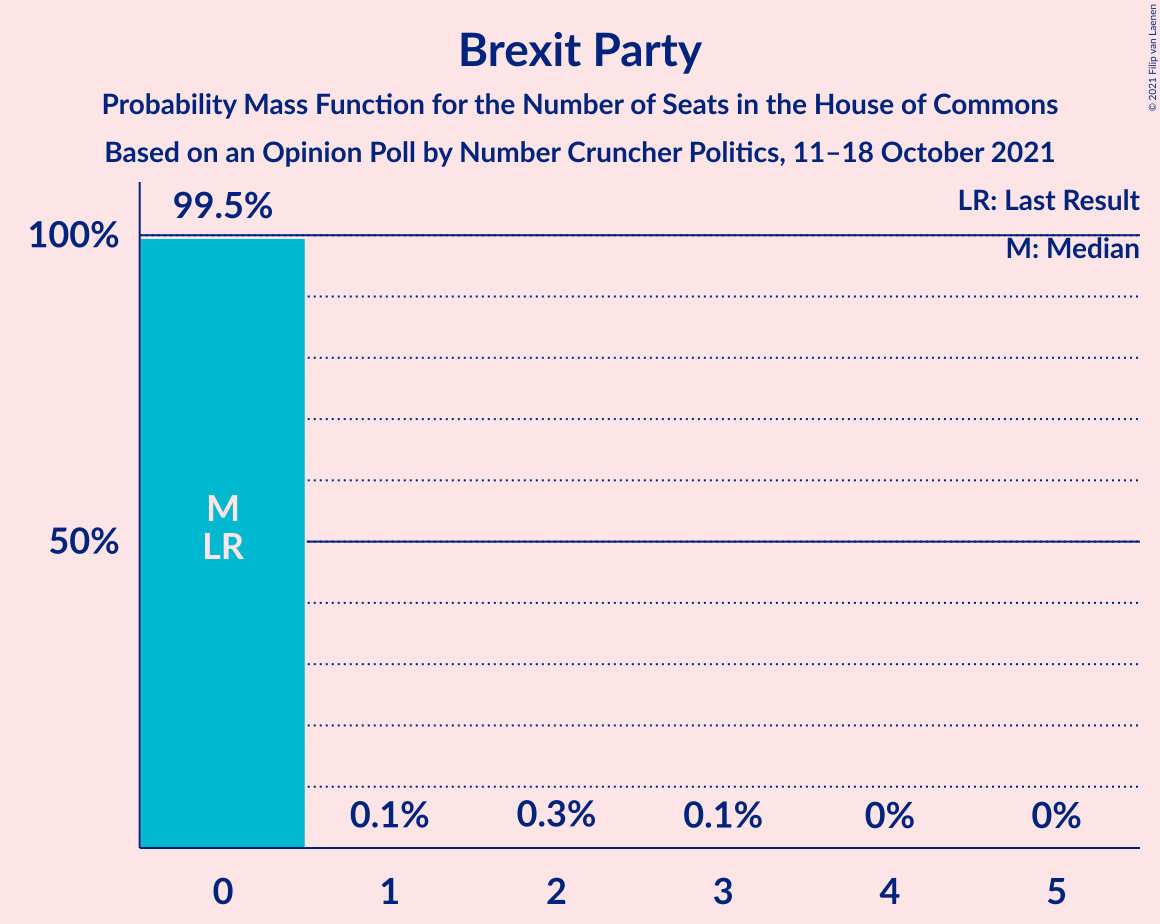 Brexit Party
Probability Mass Function for the Number of Seats in the House of Commons
Based on an Opinion Poll by Number Cruncher Politics, 11–18 October 2021
© 2021 Filip van Laenen
LR: Last Result
M: Median
99.5%
100%
50%
M
LR
0.1%
0.3%
0.1%
0%
0%
0
1
2
3
4
5